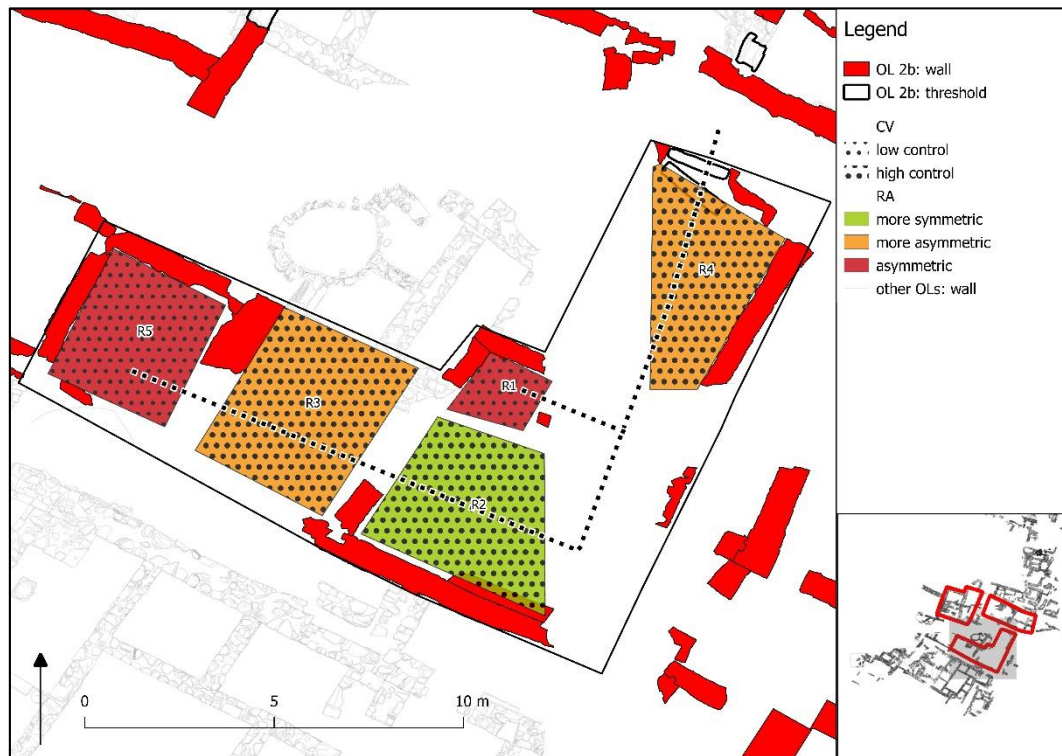 Legend
OL 2b: wall
OL 2b: threshold
CV
low control
high control
RA
more symmetric
more asymmetric
asymmetric
other OLs: wall
R4
R5
R1
R3
R2
0 5 10 m